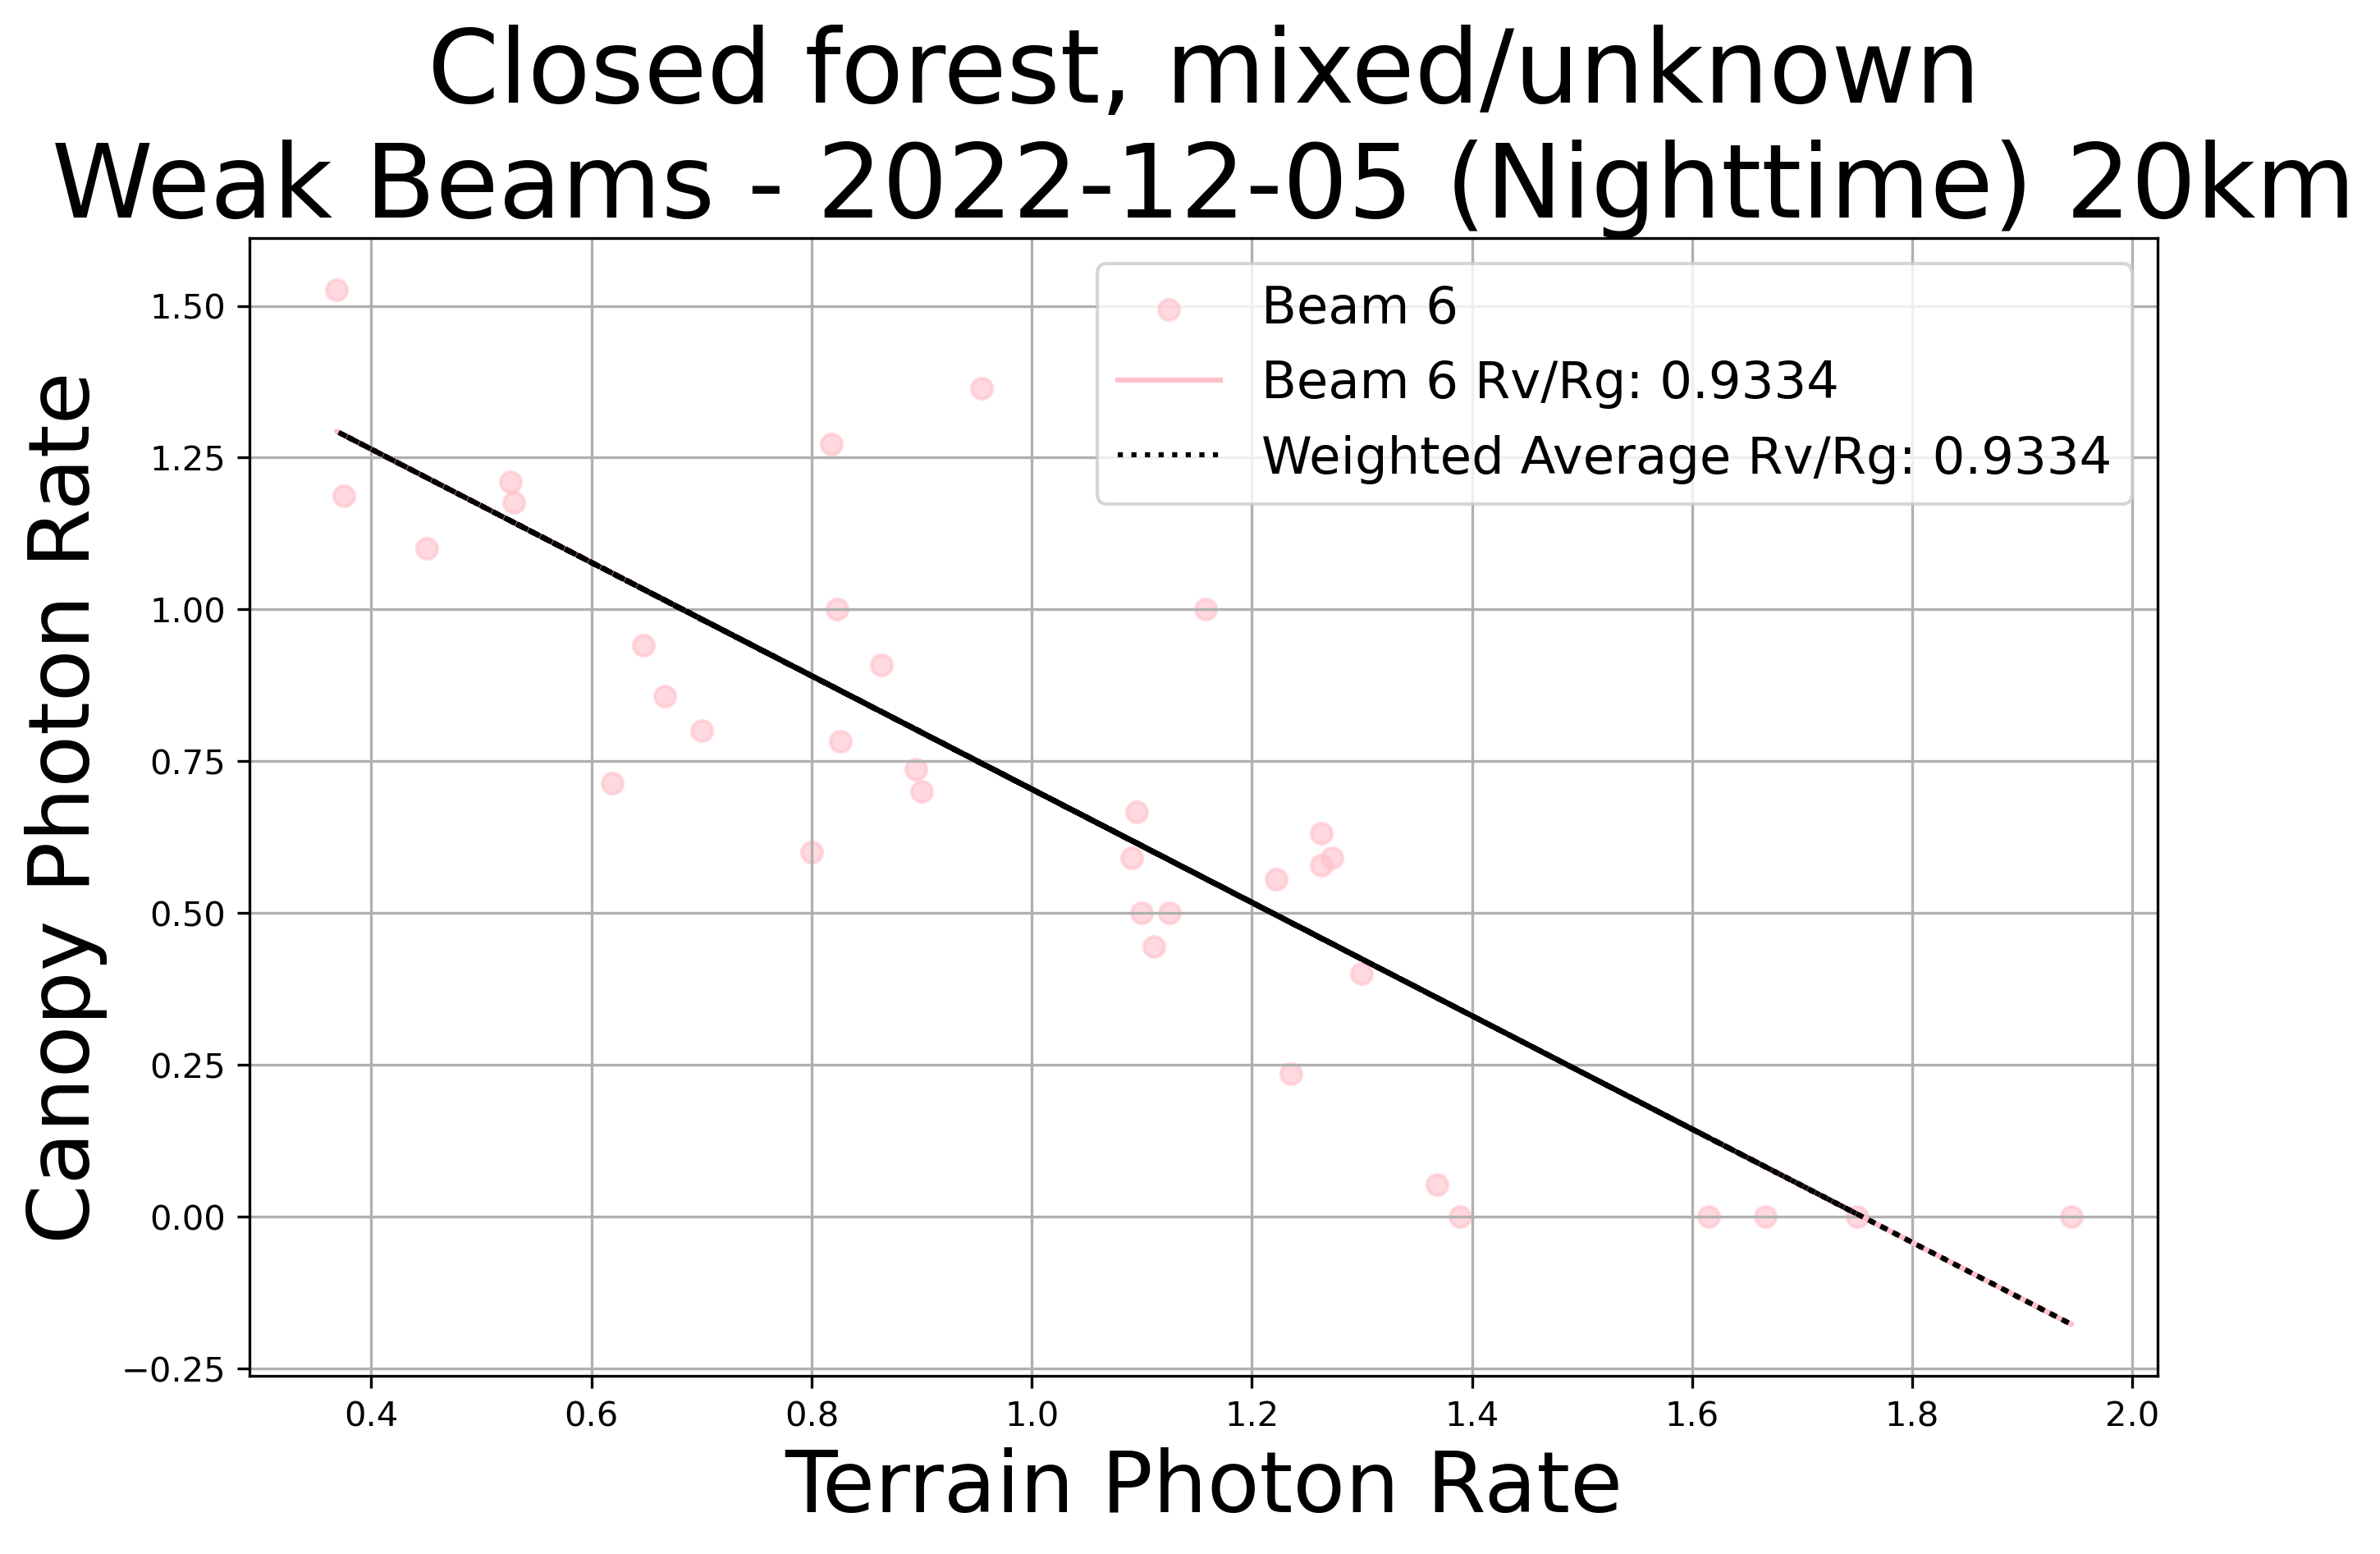 Closed forest, mixed/unknown
Weak Beams - 2022-12-05 (Nighttime) 20km
Beam 6
Beam 6 Rv/Rg: 0.9334
Weighted Average Rv/Rg: 0.9334
Canopy Photon Rate
1.50
1.25
1.00
0.75
0.50
0.25
0.00
−0.25
0.4 0.6 0.8 1.0 1.2 1.4 1.6 1.8 2.0
Terrain Photon Rate